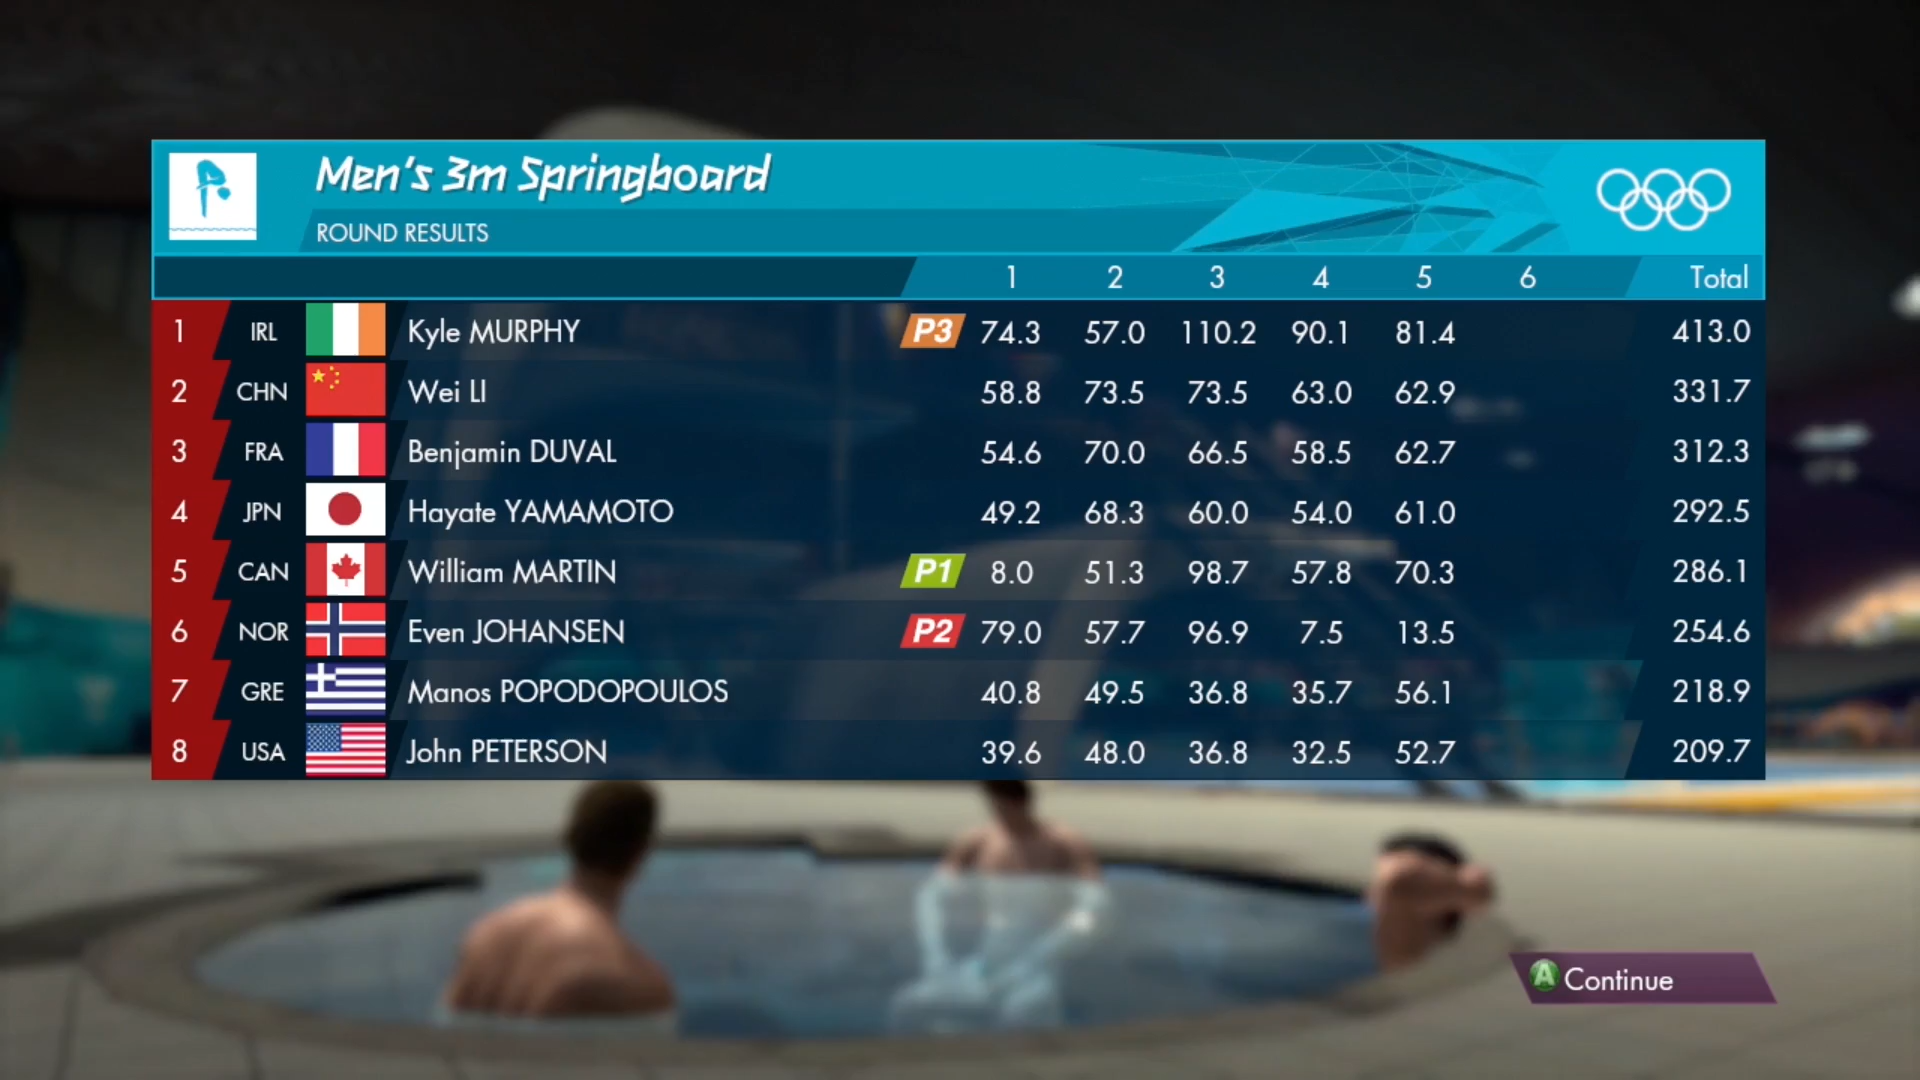 Men's 3m Springboard
ROUND RESULTS
1 2 3 4 5 6 Total
1 IRL Kyle MURPHY P3 74.3 57.0 110.2 90.1 81.4 413.0
2 CHN Wei LI 58.8 73.5 73.5 63.0 62.9 331.7
3 FRA Benjamin DUVAL 54.6 70.0 66.5 58.5 62.7 312.3
4 JPN Hayate YAMAMOTO 49.2 68.3 60.0 54.0 61.0 292.5
5 CAN William MARTIN P1 8.0 51.3 98.7 57.8 70.3 286.1
6 NOR Even JOHANSEN P2 79.0 57.7 96.9 7.5 13.5 254.6
7 GRE Manos POPODOPOULOS 40.8 49.5 36.8 35.7 56.1 218.9
8 USA John PETERSON 39.6 48.0 36.8 32.5 52.7 209.7
A Continue